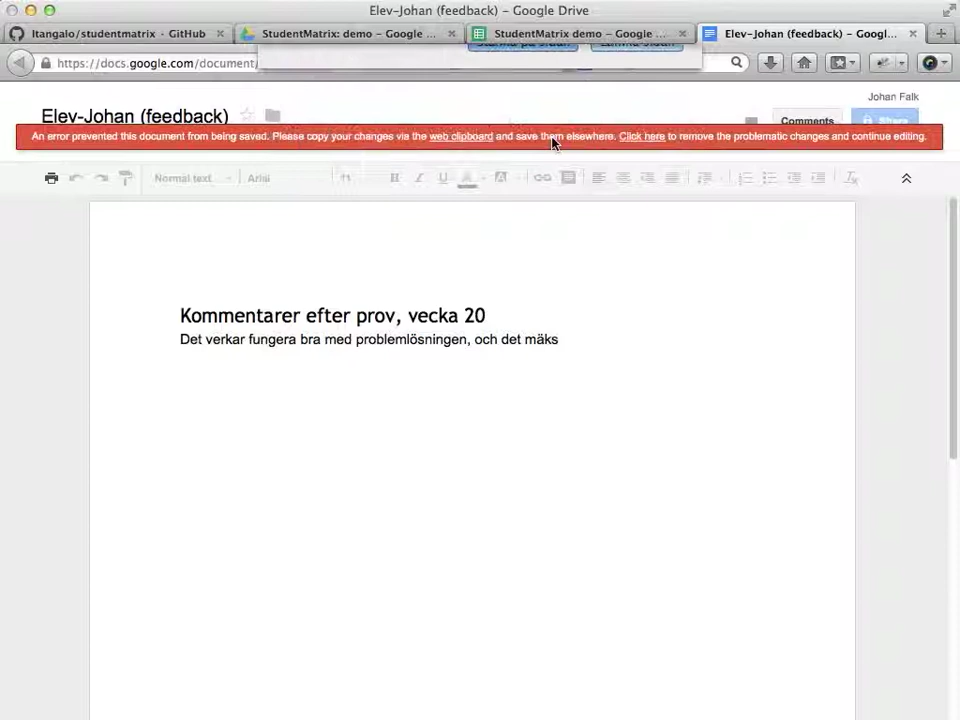 Elev-Johan (feedback) – Google Drive
Itangalo/studentmatrix · GitHub
StudentMatrix: demo – Google ...
StudentMatrix demo – Google ...
Elev-Johan (feedback) – Googl...
https://docs.google.com/document/
Johan Falk
Elev-Johan (feedback)
Comments
Share
An error prevented this document from being saved. Please copy your changes via the web clipboard and save them elsewhere. Click here to remove the problematic changes and continue editing.
Normal text
Arial
11
Kommentarer efter prov, vecka 20
Det verkar fungera bra med problemlösningen, och det mäks